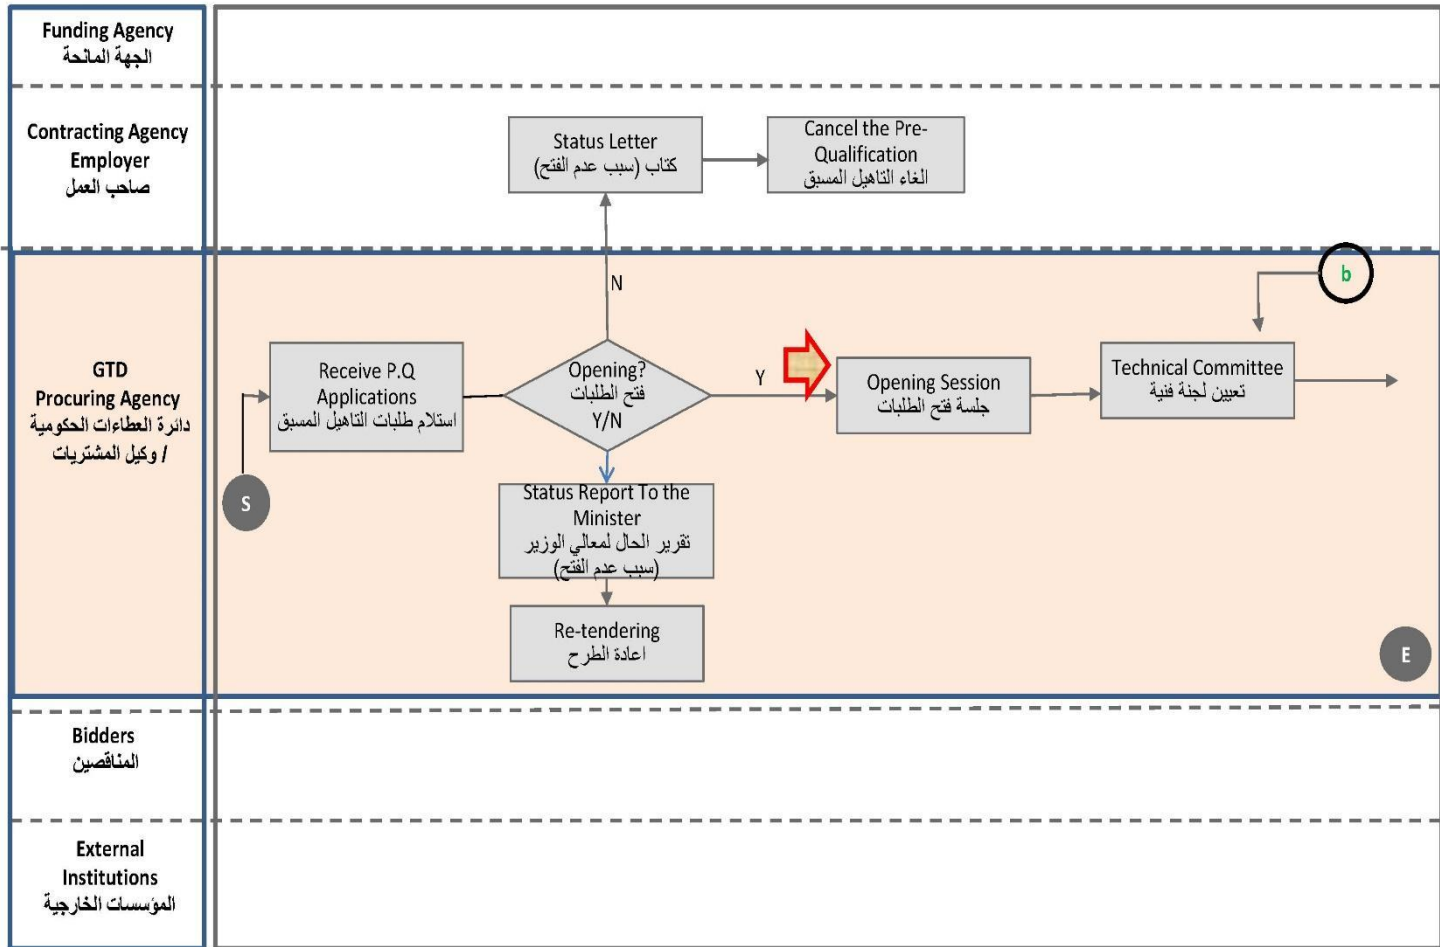 Funding Agency
الجهة المانحة
Contracting Agency
Employer
صاحب العمل
Status Letter
كتاب (سبب عدم الفتح)
Cancel the Pre-
Qualification
الغاء التاهيل المسبق
GTD
Procuring Agency
دائرة العطاءات الحكومية
/ وكيل المشتريات
S
Receive P.Q
Applications
استلام طلبات التاهيل المسبق
N
Opening?
فتح الطلبات
Y/N
Y
Opening Session
جلسة فتح الطلبات
b
Technical Committee
تعيين لجنة فنية
Status Report To the
Minister
تقرير الحال لمعالي الوزير
(سبب عدم الفتح)
Re-tendering
اعادة الطرح
E
Bidders
المناقصين
External
Institutions
المؤسسات الخارجية